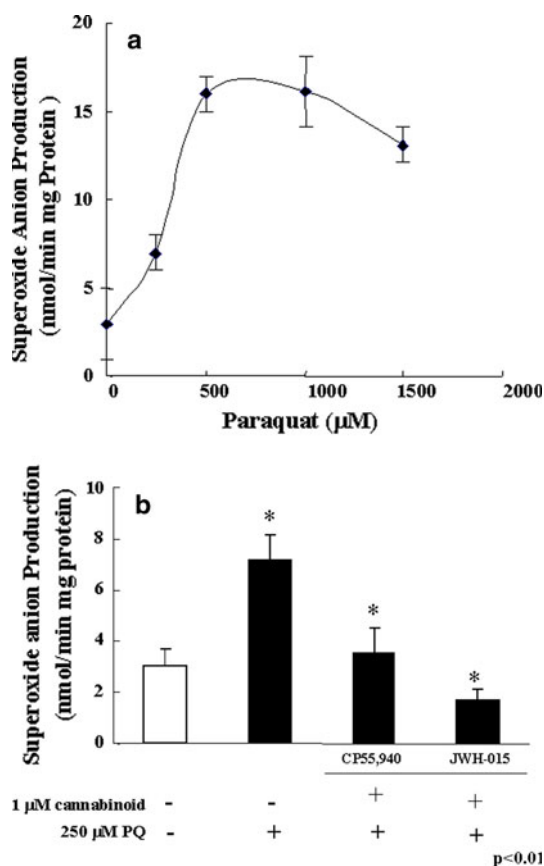 a
Superoxide Anion Production
(nmol/min mg Protein )
20
15
10
5
0
0 500 1000 1500 2000
Paraquat (µM)
b
Superoxide anion Production
(nmol/min mg protein)
10
8
6
4
2
0
*
*
*
CP55,940 JWH-015
1 µM cannabinoid - - + +
250 µM PQ - + + +
p<0.01